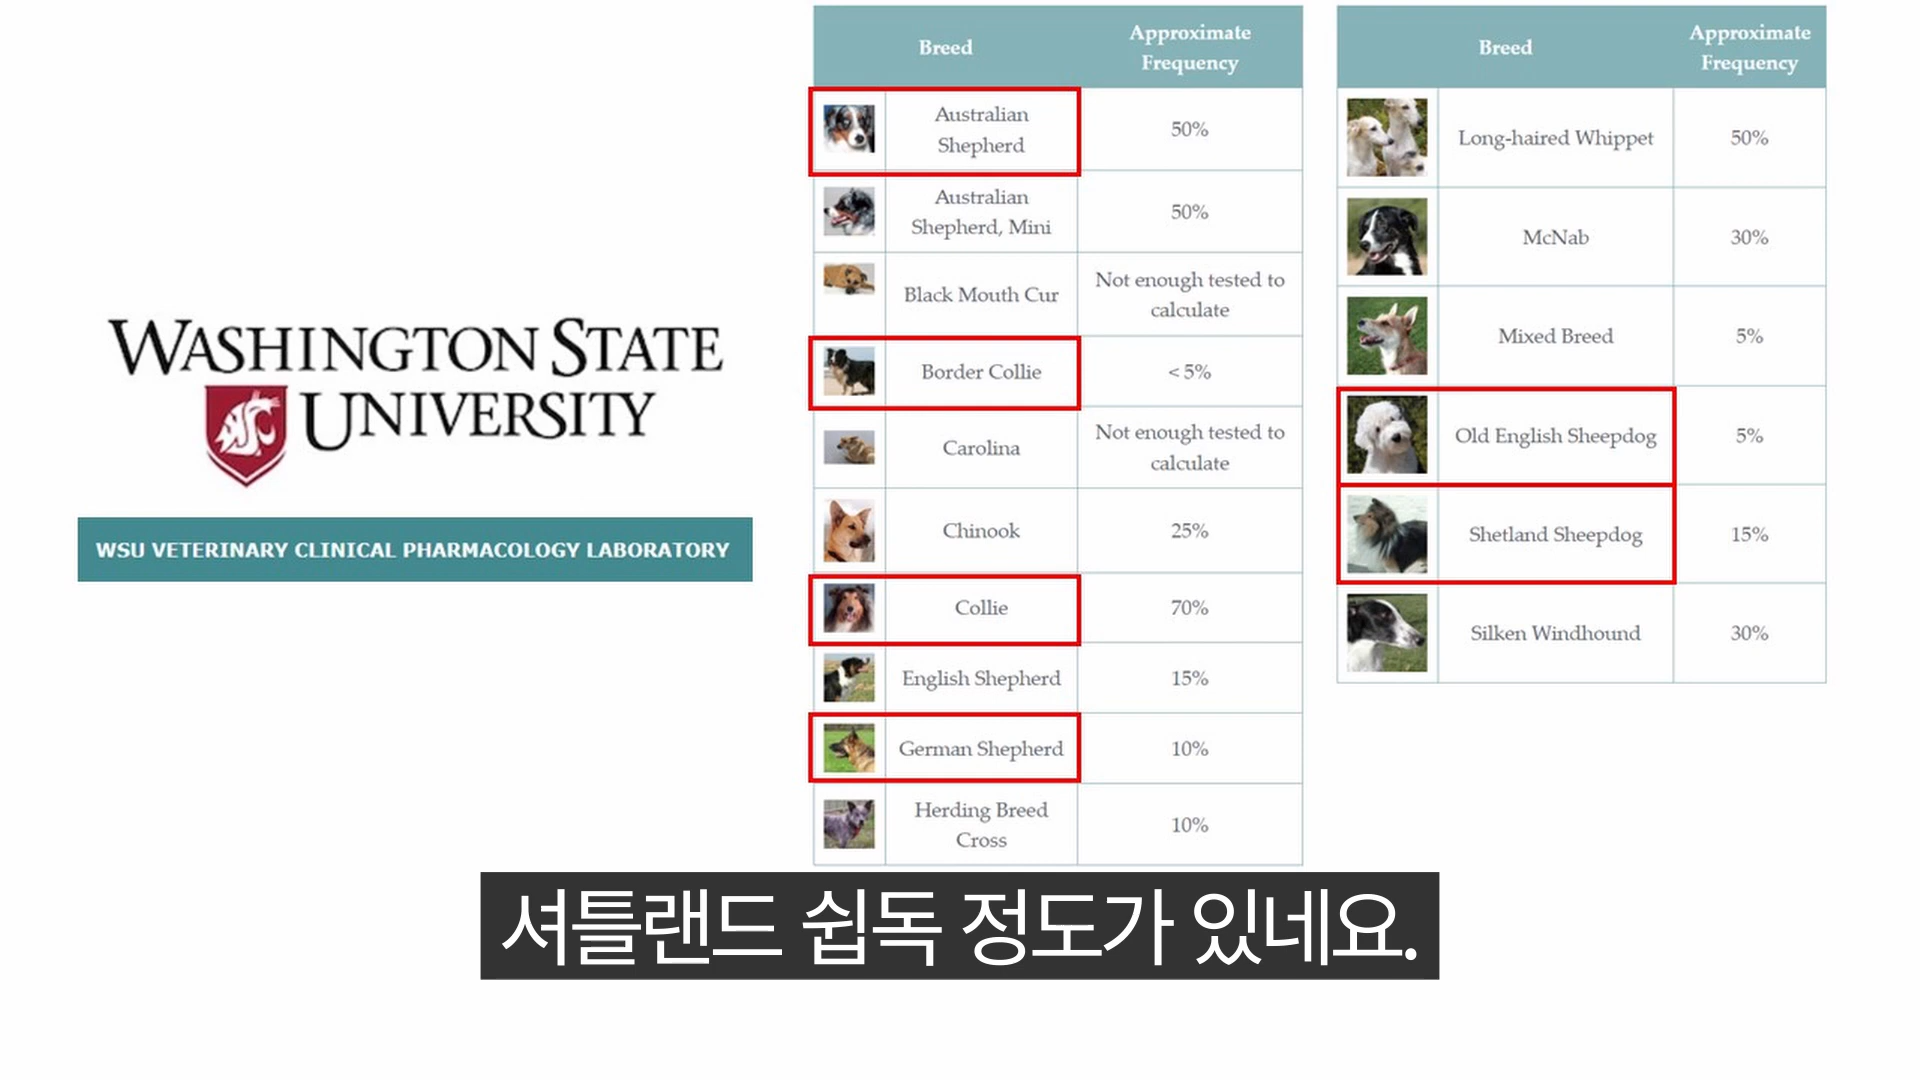 WASHINGTON STATE
UNIVERSITY
WSU VETERINARY CLINICAL PHARMACOLOGY LABORATORY
Breed
Approximate
Frequency
Australian
Shepherd
50%
Australian
Shepherd, Mini
50%
Black Mouth Cur
Not enough tested to
calculate
Border Collie
< 5%
Carolina
Not enough tested to
calculate
Chinook
25%
Collie
70%
English Shepherd
15%
German Shepherd
10%
Herding Breed
Cross
10%
Breed
Approximate
Frequency
Long-haired Whippet
50%
McNab
30%
Mixed Breed
5%
Old English Sheepdog
5%
Shetland Sheepdog
15%
Silken Windhound
30%
셔틀랜드 쉽독 정도가 있네요.